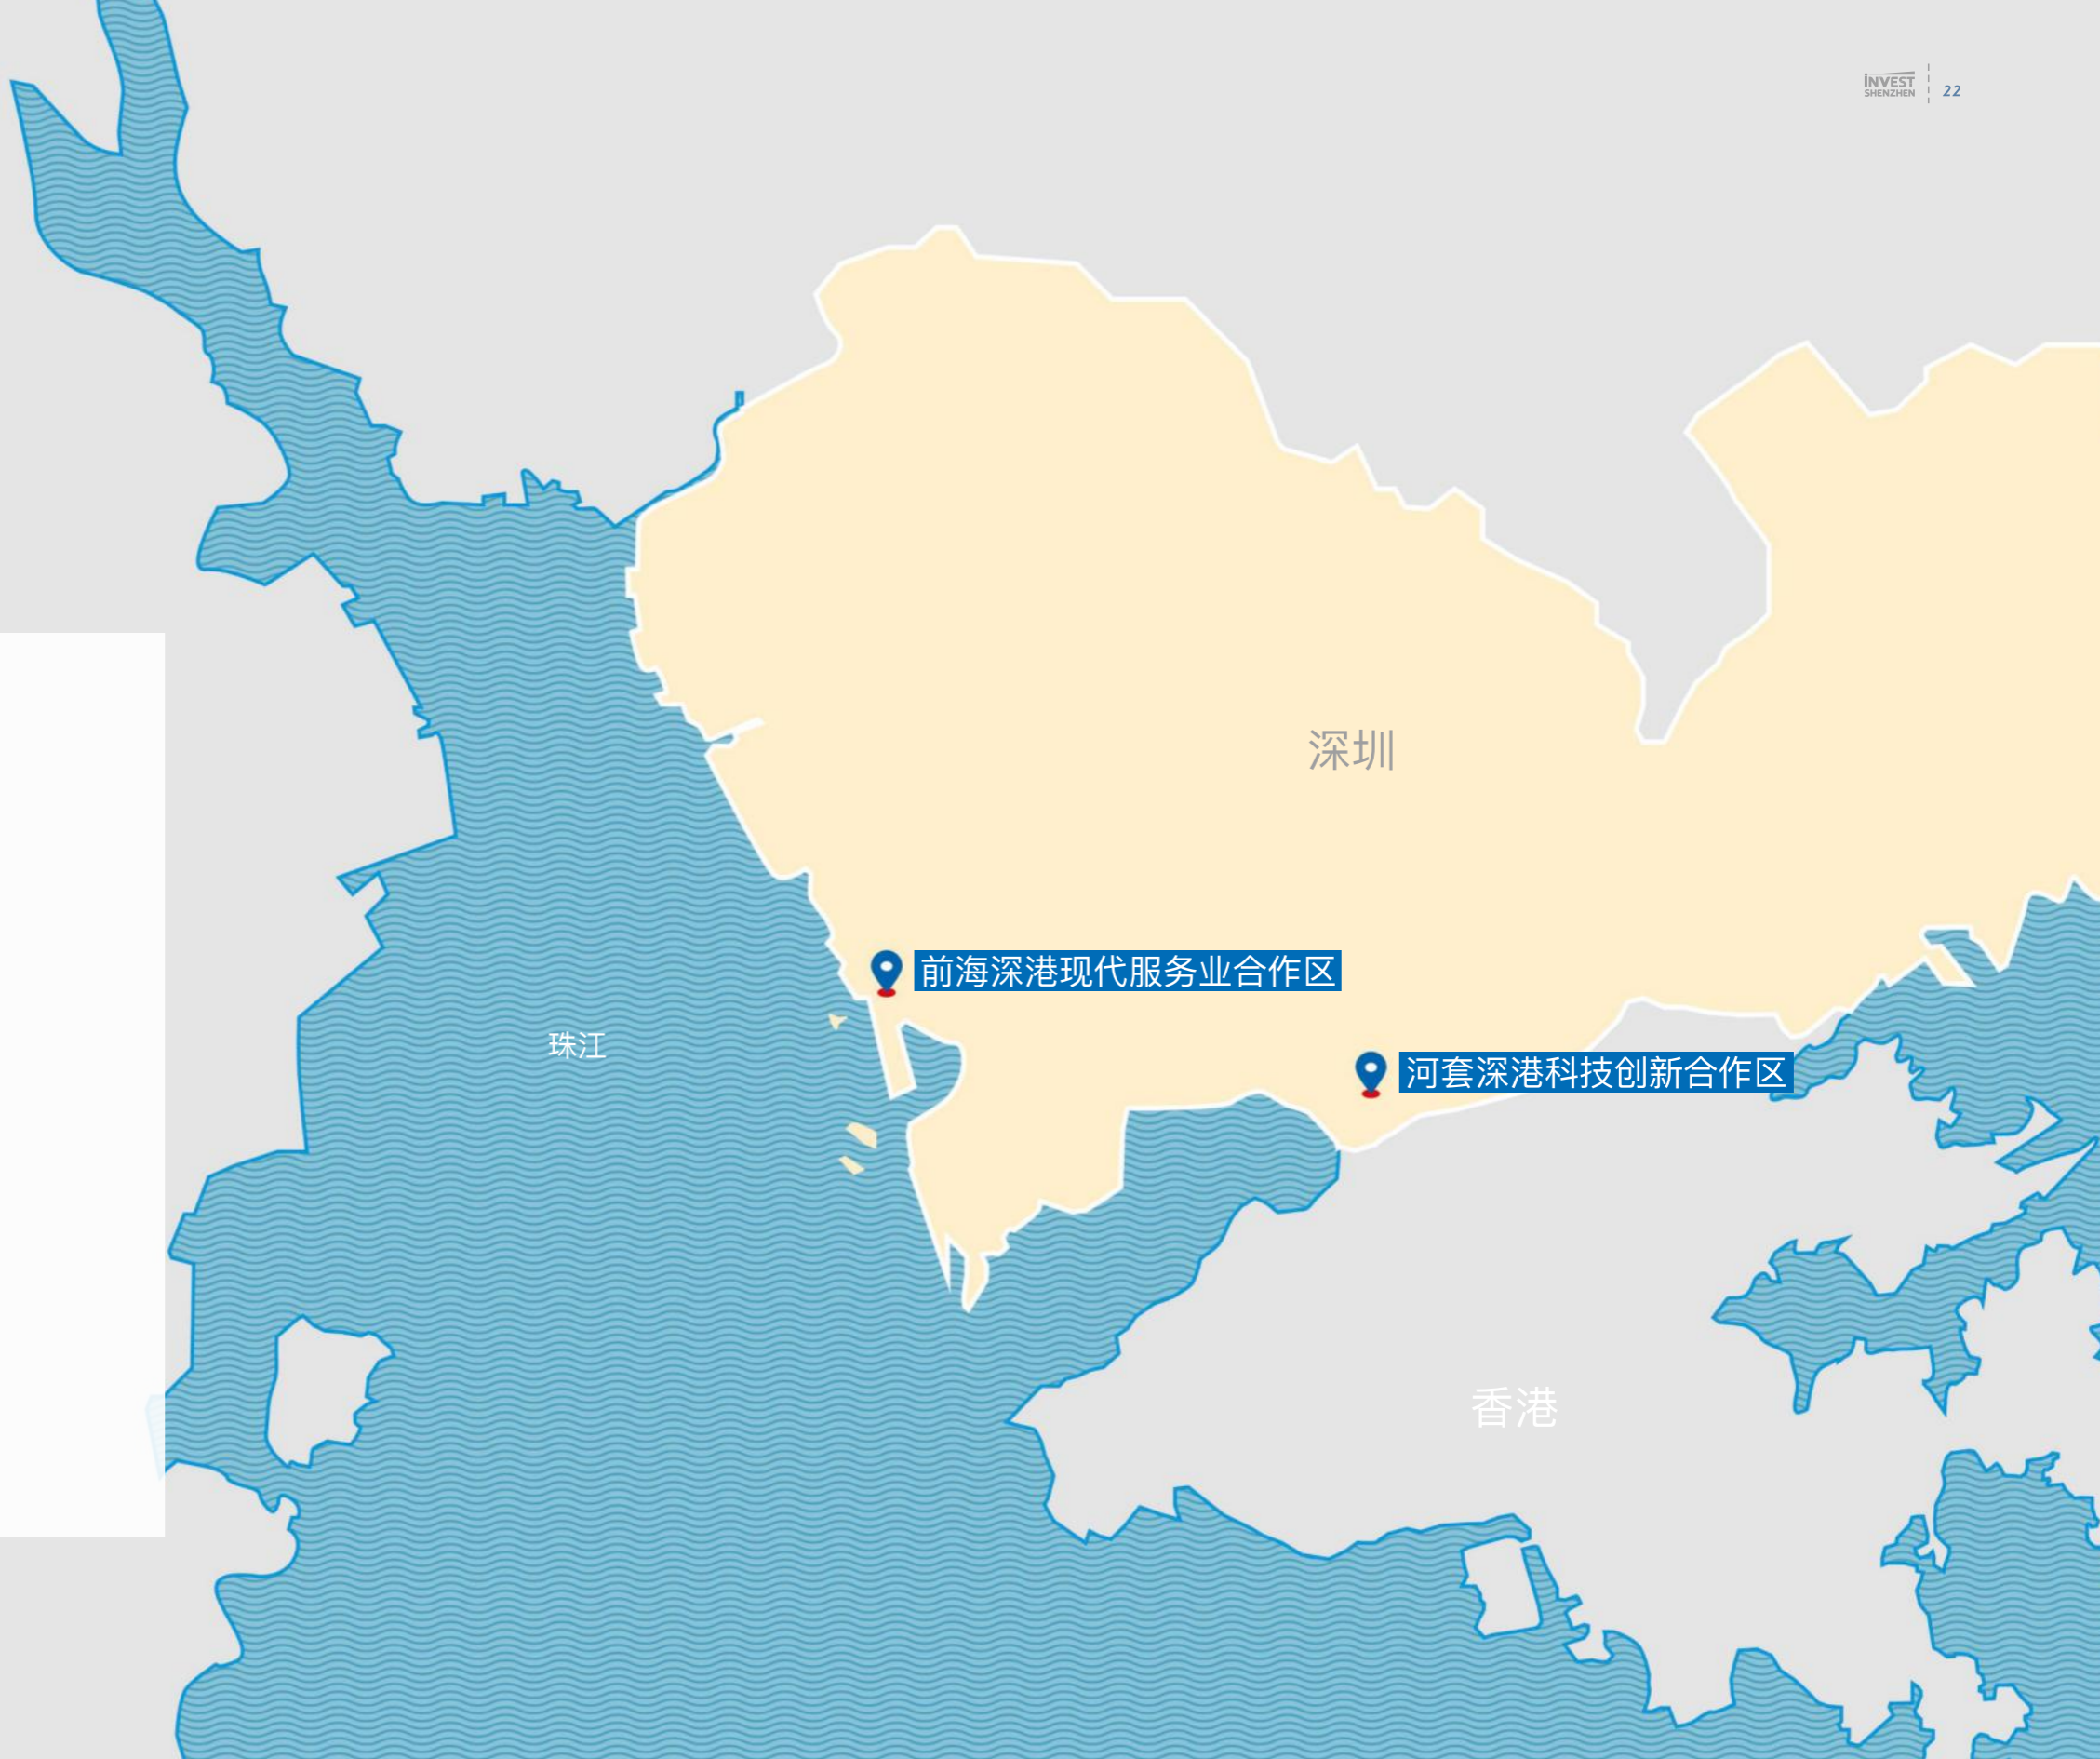 INVEST
SHENZHEN
22
深圳
前海深港现代服务业合作区
珠江
河套深港科技创新合作区
香港